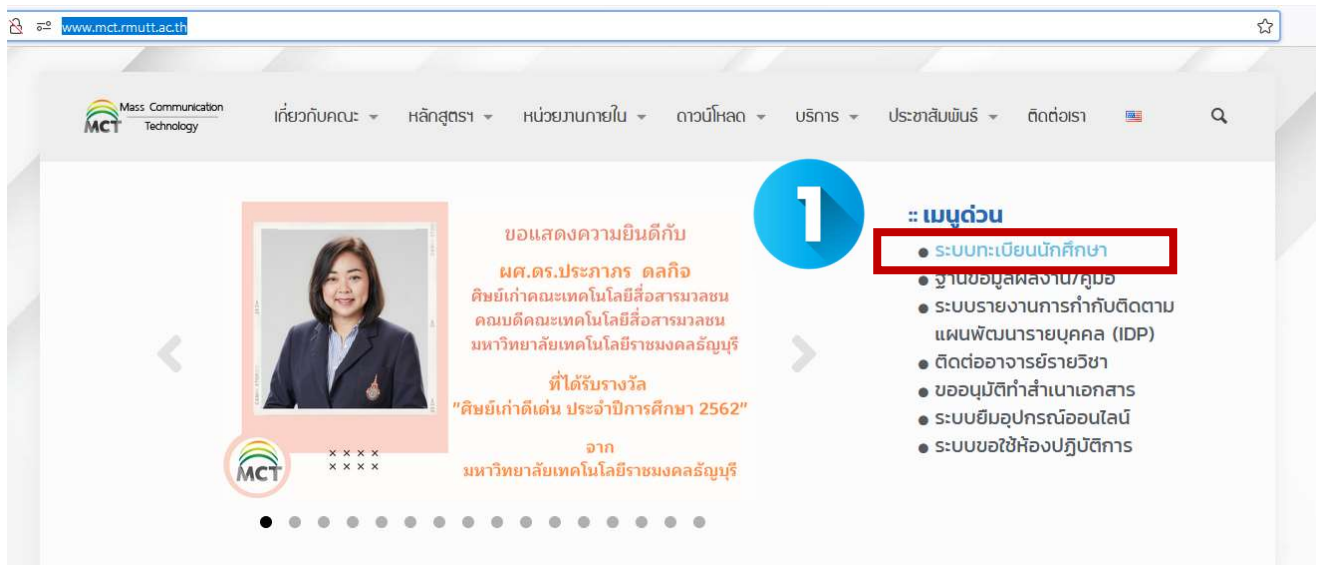 www.mct.rmutt.ac.th
Mass Communication
MCT Technology
เกี่ยวกับคณะ หลักสูตรฯ หน่วยงานภายใน ดาวน์โหลด บริการ ประชาสัมพันธ์ ติดต่อเรา
1
ขอแสดงความยินดีกับ
ผศ.ดร.ประภาภร ดลกิจ
ศิษย์เก่าคณะเทคโนโลยีสื่อสารมวลชน
คณบดีคณะเทคโนโลยีสื่อสารมวลชน
มหาวิทยาลัยเทคโนโลยีราชมงคลธัญบุรี
ที่ได้รับรางวัล
"ศิษย์เก่าดีเด่น ประจำปีการศึกษา 2562"
จาก
มหาวิทยาลัยเทคโนโลยีราชมงคลธัญบุรี
MCT
:: เมนูด่วน
ระบบทะเบียนนักศึกษา
ฐานข้อมูลผลงาน/คู่มือ
ระบบรายงานการกำกับติดตาม
แผนพัฒนารายบุคคล (IDP)
ติดต่ออาจารย์รายวิชา
ขออนุมัติทำสำเนาเอกสาร
ระบบยืมอุปกรณ์ออนไลน์
ระบบขอใช้ห้องปฏิบัติการ